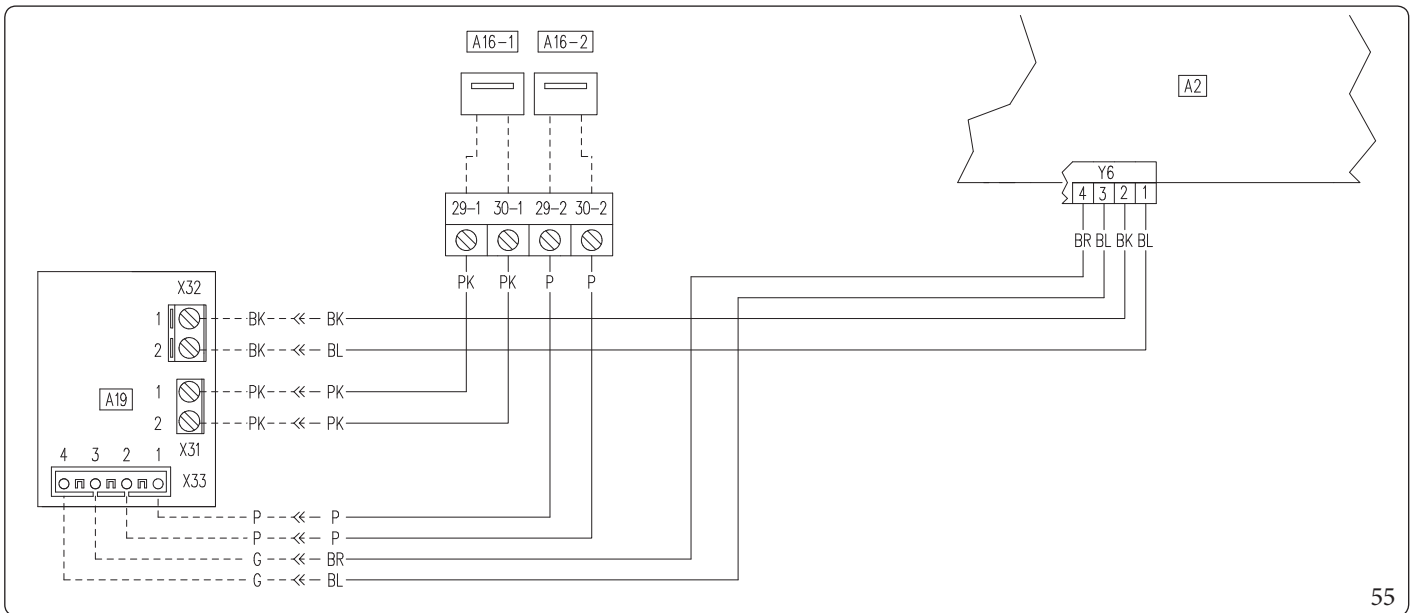 A16-1 A16-2
A2
Y6
4 3 2 1
BR BL BK BL
29-1 30-1 29-2 30-2
PK PK P P
X32
1 BK BK
2 BK BL
A19
1 PK PK
2 PK PK
X31
4 3 2 1
X33
P P
P P
G BR
G BL
55